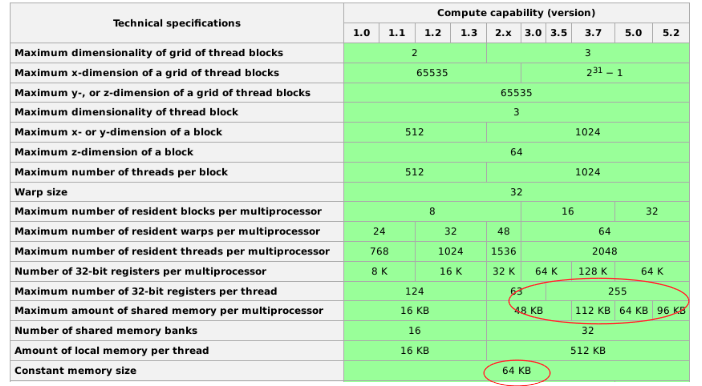 Technical specifications
Compute capability (version)
1.0 1.1 1.2 1.3 2.x 3.0 3.5 3.7 5.0 5.2
Maximum dimensionality of grid of thread blocks 2 3
Maximum x-dimension of a grid of thread blocks 65535 2³¹ − 1
Maximum y-, or z-dimension of a grid of thread blocks 65535
Maximum dimensionality of thread block 3
Maximum x- or y-dimension of a block 512 1024
Maximum z-dimension of a block 64
Maximum number of threads per block 512 1024
Warp size 32
Maximum number of resident blocks per multiprocessor 8 16 32
Maximum number of resident warps per multiprocessor 24 32 48 64
Maximum number of resident threads per multiprocessor 768 1024 1536 2048
Number of 32-bit registers per multiprocessor 8 K 16 K 32 K 64 K 128 K 64 K
Maximum number of 32-bit registers per thread 124 63 255
Maximum amount of shared memory per multiprocessor 16 KB 48 KB 112 KB 64 KB 96 KB
Number of shared memory banks 16 32
Amount of local memory per thread 16 KB 512 KB
Constant memory size 64 KB